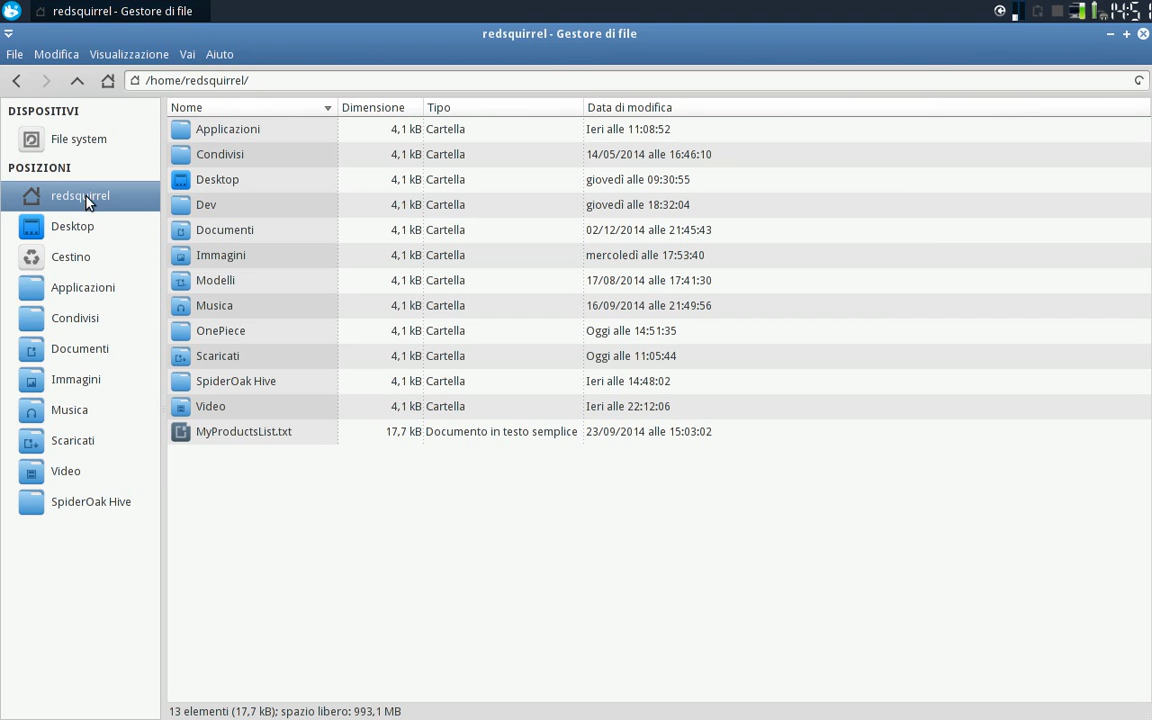 redsquirrel - Gestore di file
14:51
redsquirrel - Gestore di file
File Modifica Visualizzazione Vai Aiuto
/home/redsquirrel/
DISPOSITIVI
File system
POSIZIONI
redsquirrel
Desktop
Cestino
Applicazioni
Condivisi
Documenti
Immagini
Musica
Scaricati
Video
SpiderOak Hive
Nome Dimensione Tipo Data di modifica
Applicazioni 4,1 kB Cartella Ieri alle 11:08:52
Condivisi 4,1 kB Cartella 14/05/2014 alle 16:46:10
Desktop 4,1 kB Cartella giovedì alle 09:30:55
Dev 4,1 kB Cartella giovedì alle 18:32:04
Documenti 4,1 kB Cartella 02/12/2014 alle 21:45:43
Immagini 4,1 kB Cartella mercoledì alle 17:53:40
Modelli 4,1 kB Cartella 17/08/2014 alle 17:41:30
Musica 4,1 kB Cartella 16/09/2014 alle 21:49:56
OnePiece 4,1 kB Cartella Oggi alle 14:51:35
Scaricati 4,1 kB Cartella Oggi alle 11:05:44
SpiderOak Hive 4,1 kB Cartella Ieri alle 14:48:02
Video 4,1 kB Cartella Ieri alle 22:12:06
MyProductsList.txt 17,7 kB Documento in testo semplice 23/09/2014 alle 15:03:02
13 elementi (17,7 kB); spazio libero: 993,1 MB